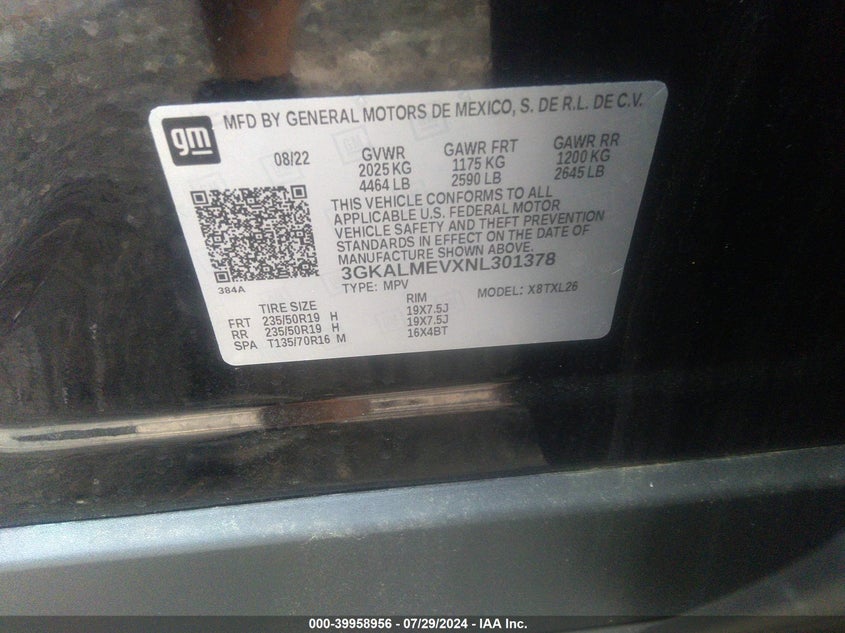 gm
MFD BY GENERAL MOTORS DE MEXICO, S. DE R.L. DE C.V.
08/22 GVWR GAWR FRT GAWR RR
2025 KG 1175 KG 1200 KG
4464 LB 2590 LB 2645 LB
THIS VEHICLE CONFORMS TO ALL
APPLICABLE U.S. FEDERAL MOTOR
VEHICLE SAFETY AND THEFT PREVENTION
STANDARDS IN EFFECT ON THE DATE OF
MANUFACTURE SHOWN ABOVE.
3GKALMEVXNL301378
384A
TYPE: MPV MODEL: X8TXL26
TIRE SIZE RIM
FRT 235/50R19 H 19X7.5J
RR 235/50R19 H 19X7.5J
SPA T135/70R16 M 16X4BT
000-39958956 - 07/29/2024 - IAA Inc.